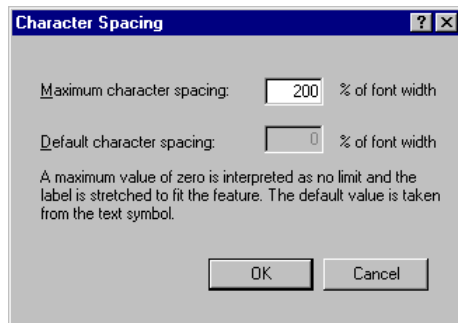 Character Spacing
Maximum character spacing: 200 % of font width
Default character spacing: 0 % of font width
A maximum value of zero is interpreted as no limit and the
label is stretched to fit the feature. The default value is taken
from the text symbol.
OK Cancel